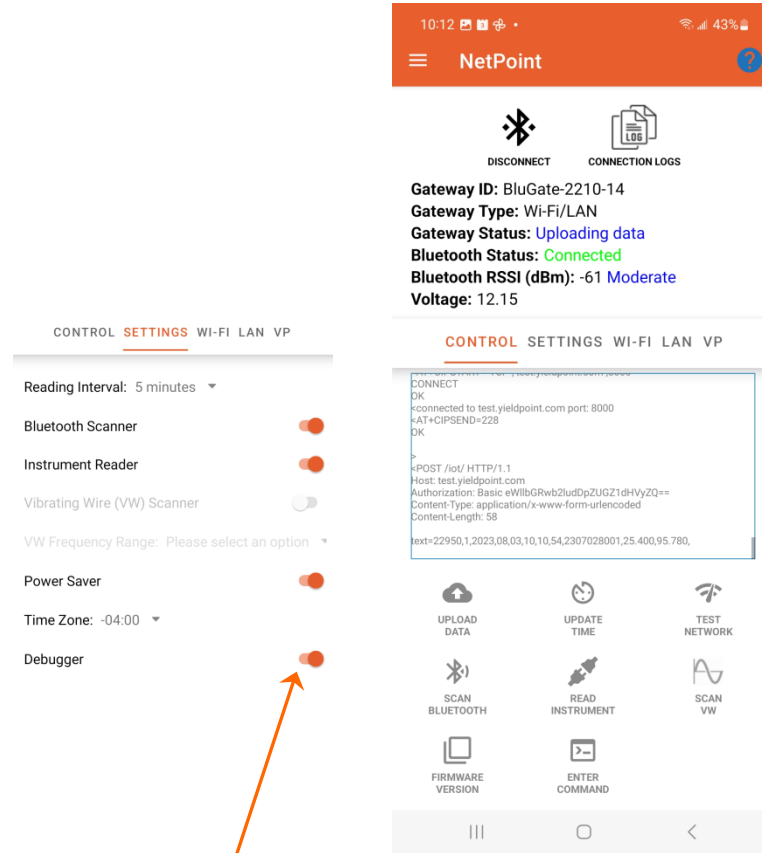 CONTROL SETTINGS WI-FI LAN VP
Reading Interval: 5 minutes
Bluetooth Scanner
Instrument Reader
Vibrating Wire (VW) Scanner
VW Frequency Range: Please select an option
Power Saver
Time Zone: -04:00
Debugger
10:12 43%
NetPoint ?
LOG
DISCONNECT CONNECTION LOGS
Gateway ID: BluGate-2210-14
Gateway Type: Wi-Fi/LAN
Gateway Status: Uploading data
Bluetooth Status: Connected
Bluetooth RSSI (dBm): -61 Moderate
Voltage: 12.15
CONTROL SETTINGS WI-FI LAN VP
CONNECT
OK
<connected to test.yieldpoint.com port: 8000
<AT+CIPSEND=228
OK
>
<POST /iot/ HTTP/1.1
Host: test.yieldpoint.com
Authorization: Basic eWllbGRwb2ludDpZUGZ1dHVyZQ==
Content-Type: application/x-www-form-urlencoded
Content-Length: 58
text=22950,1,2023,08,03,10,10,54,2307028001,25.400,95.780,
UPLOAD DATA
UPDATE TIME
TEST NETWORK
SCAN BLUETOOTH
READ INSTRUMENT
SCAN VW
FIRMWARE VERSION
ENTER COMMAND